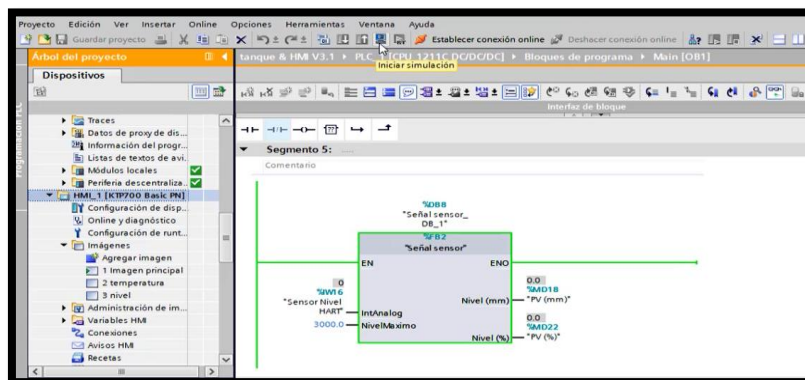 Proyecto Edición Ver Insertar Online Opciones Herramientas Ventana Ayuda
Guardar proyecto
Establecer conexión online
Deshacer conexión online
Árbol del proyecto
tanque & HMI V3.1 PLC_1 [CPU 1211C DC/DC/DC] Bloques de programa Main [OB1]
Iniciar simulación
Dispositivos
Interfaz de bloque
Programación PLC
Traces
Datos de proxy de dis...
Información del progr...
Listas de textos de avi.
Módulos locales
Periferia descentraliza..
HMI_1 [KTP700 Basic PN]
Configuración de disp...
Online y diagnóstico
Configuración de runt...
Imágenes
Agregar imagen
1 Imagen principal
2 temperatura
3 nivel
Administración de im...
Variables HMI
Conexiones
Avisos HMI
Recetas
Segmento 5: .....
Comentario
%DB8
"Señal sensor_
DB_1"
%FB2
"Señal sensor"
EN ENO
0
%IW16
"Sensor Nivel
HART" IntAnalog
3000.0 NivelMaximo
0.0
%MD18
Nivel (mm) "PV (mm)"
0.0
%MD22
Nivel (%) "PV (%)"